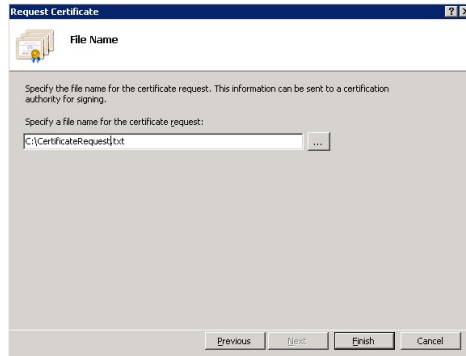 Request Certificate
File Name
Specify the file name for the certificate request. This information can be sent to a certification
authority for signing.
Specify a file name for the certificate request:
C:\CertificateRequest.txt
...
Previous Next Finish Cancel